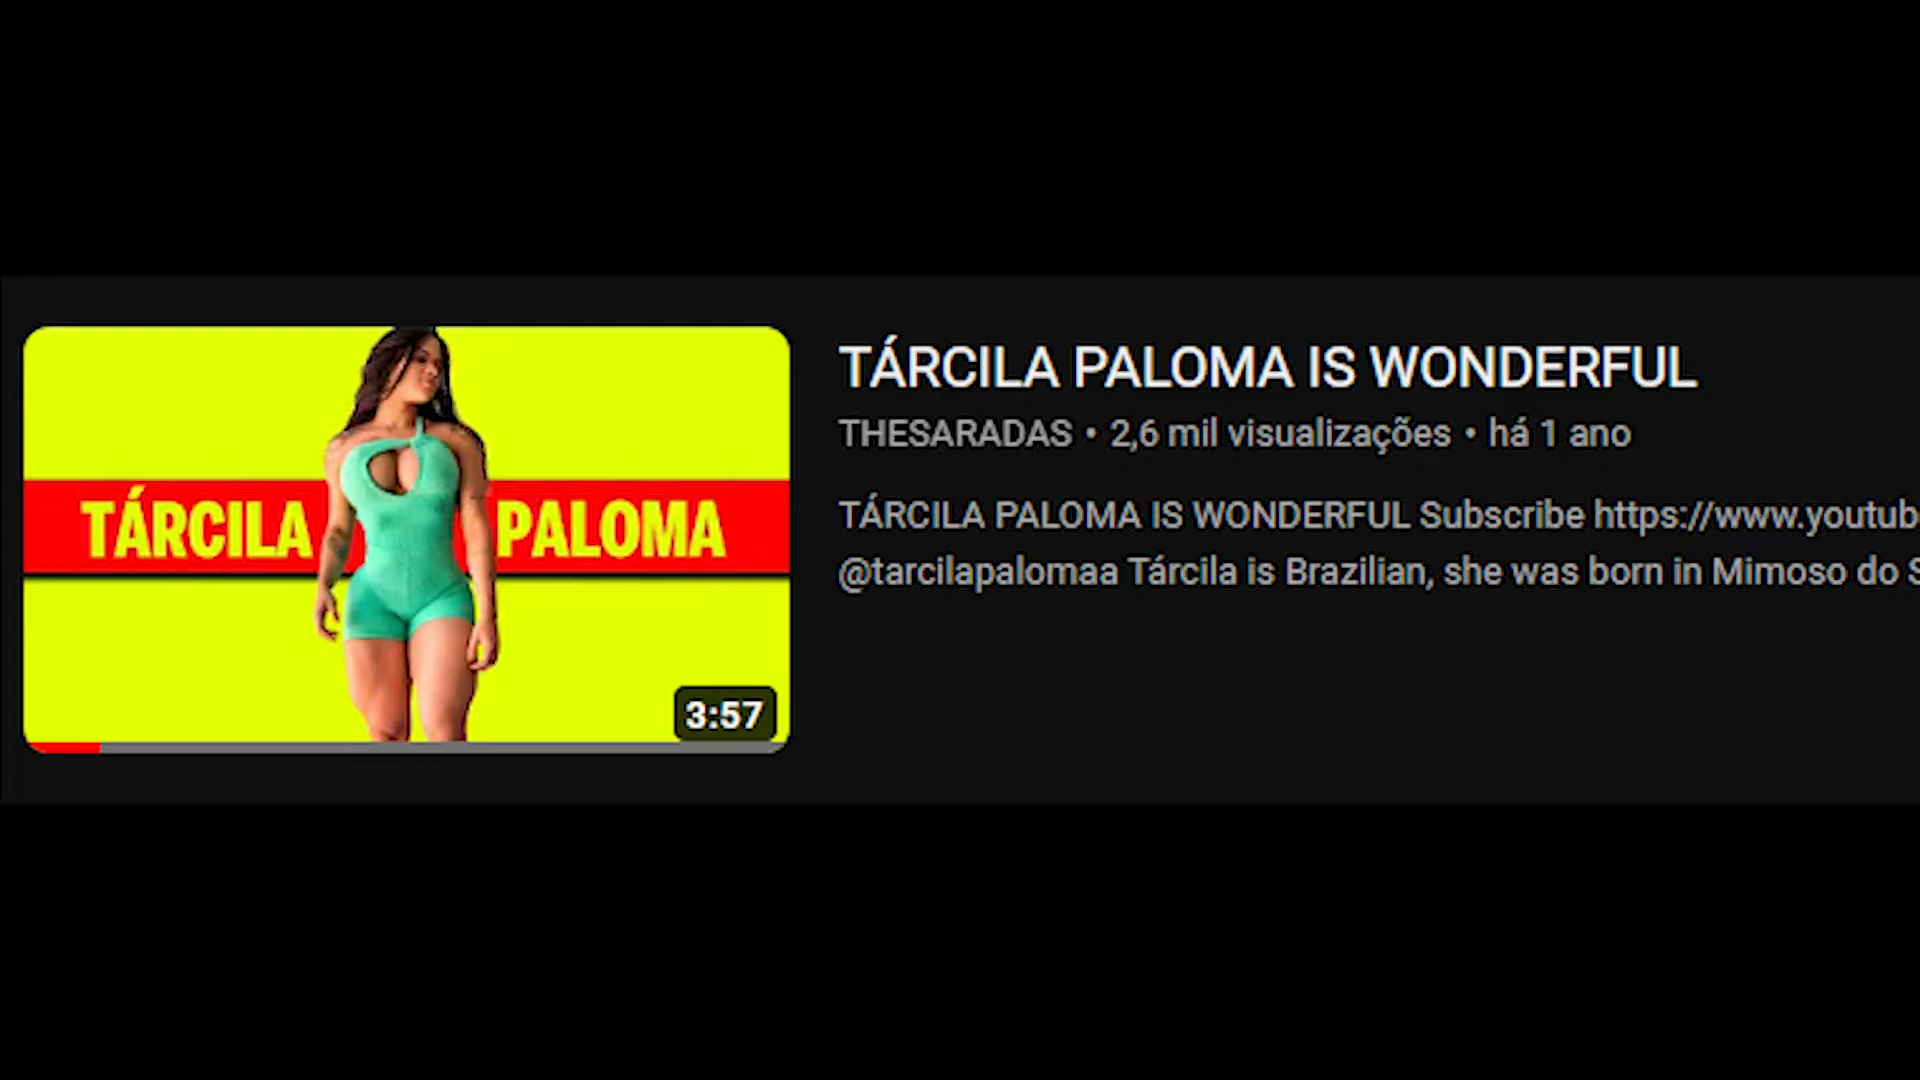 TÁRCILA PALOMA
3:57
TÁRCILA PALOMA IS WONDERFUL
THESARADAS • 2,6 mil visualizações • há 1 ano
TÁRCILA PALOMA IS WONDERFUL Subscribe https://www.youtub
@tarcilapalomaa Tárcila is Brazilian, she was born in Mimoso do S